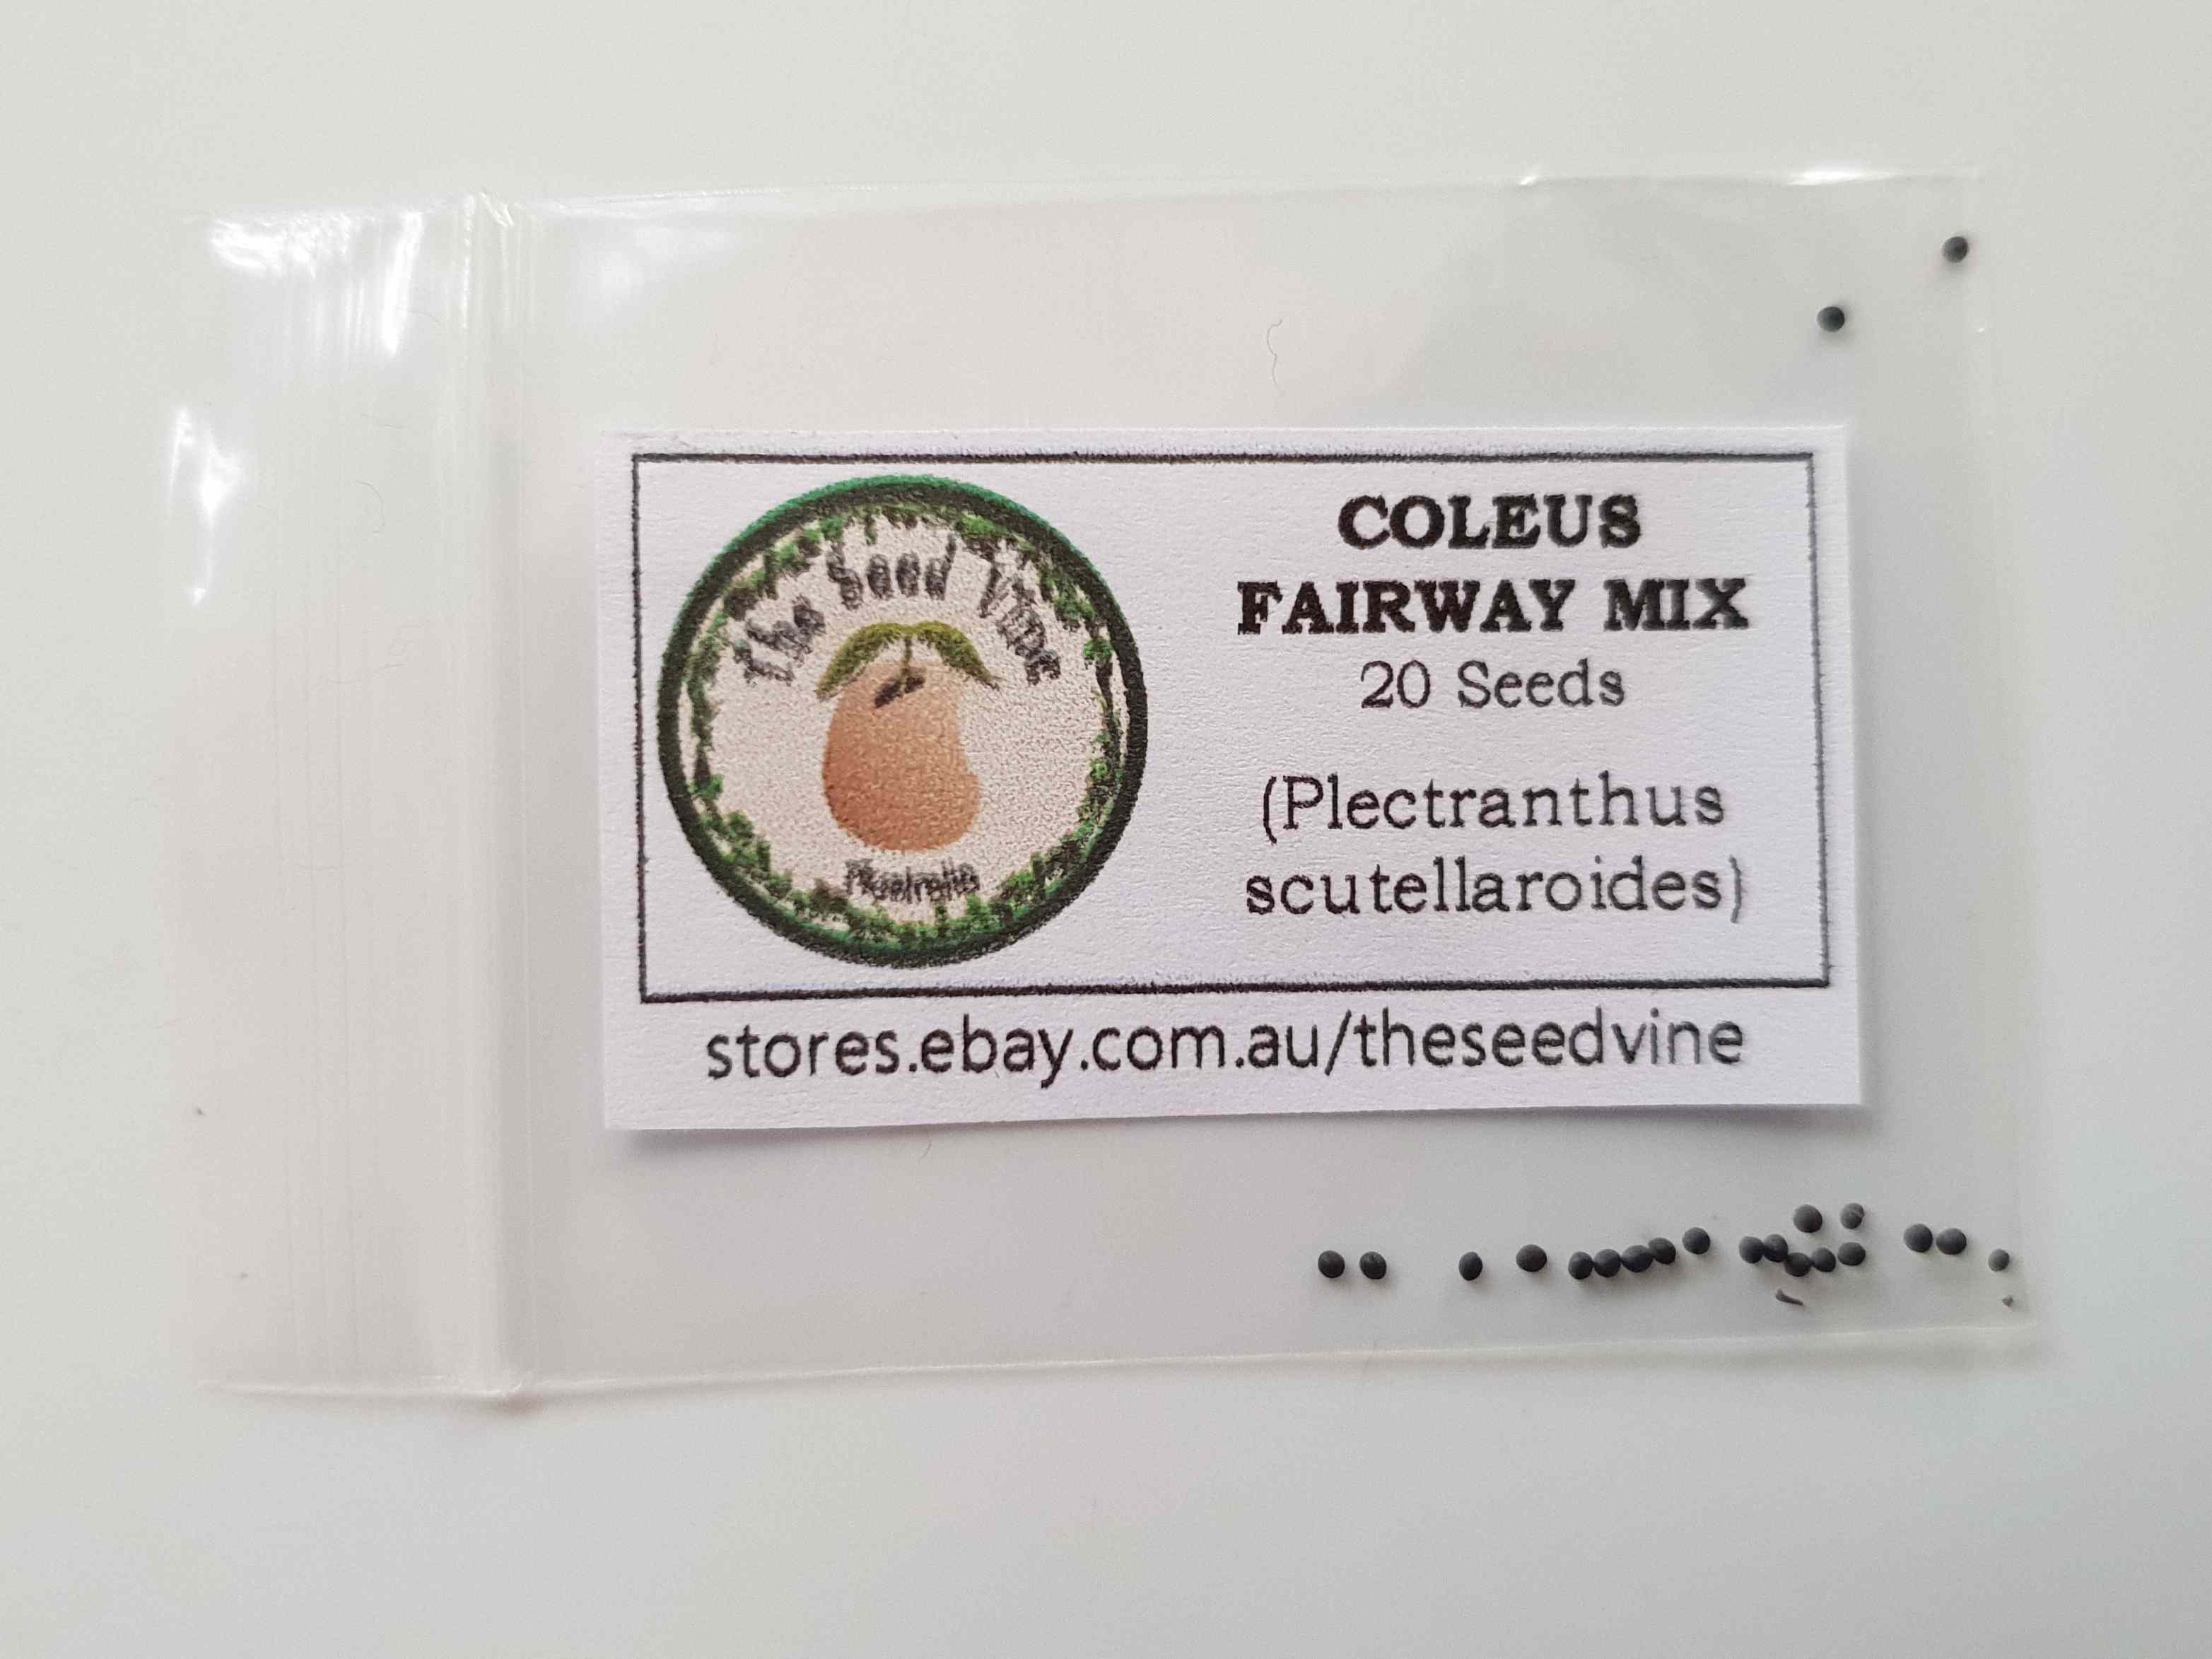 The Seed Vine
Australia
COLEUS
FAIRWAY MIX
20 Seeds
(Plectranthus
scutellaroides)
stores.ebay.com.au/theseedvine